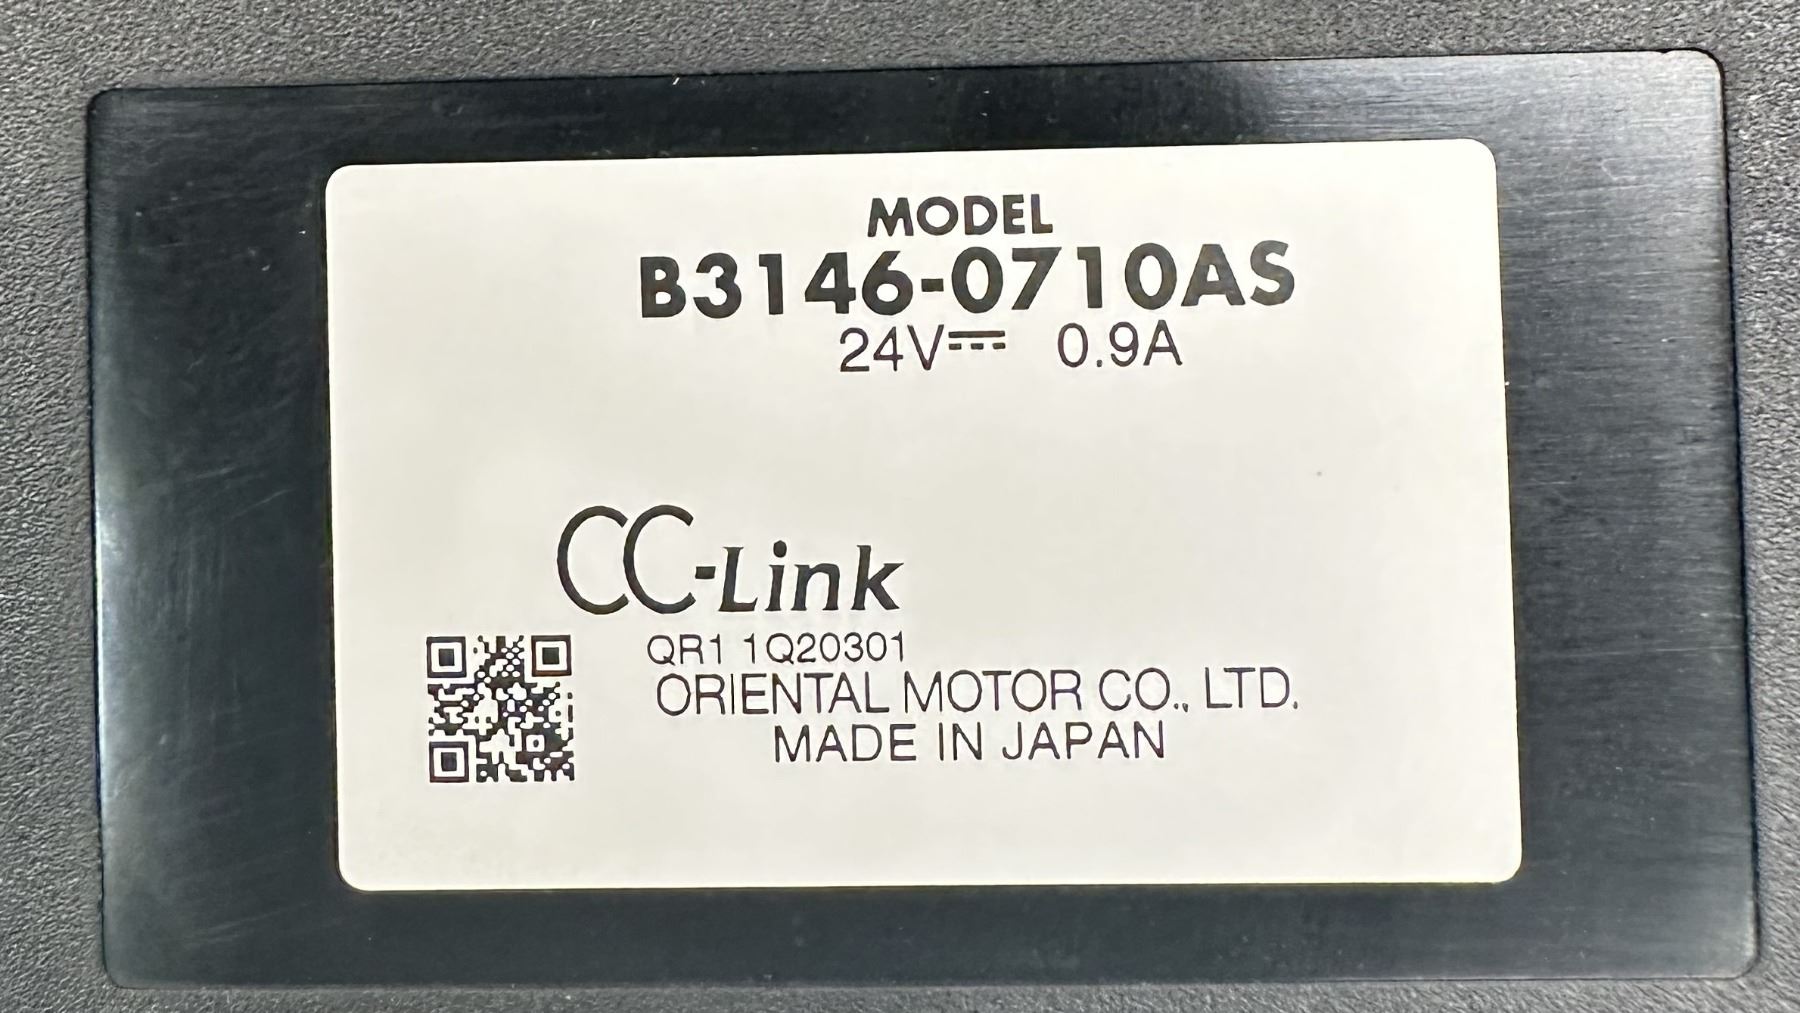 MODEL
B3146-0710AS
24V⎓ 0.9A
CC-Link
QR1 1Q20301
ORIENTAL MOTOR CO., LTD.
MADE IN JAPAN